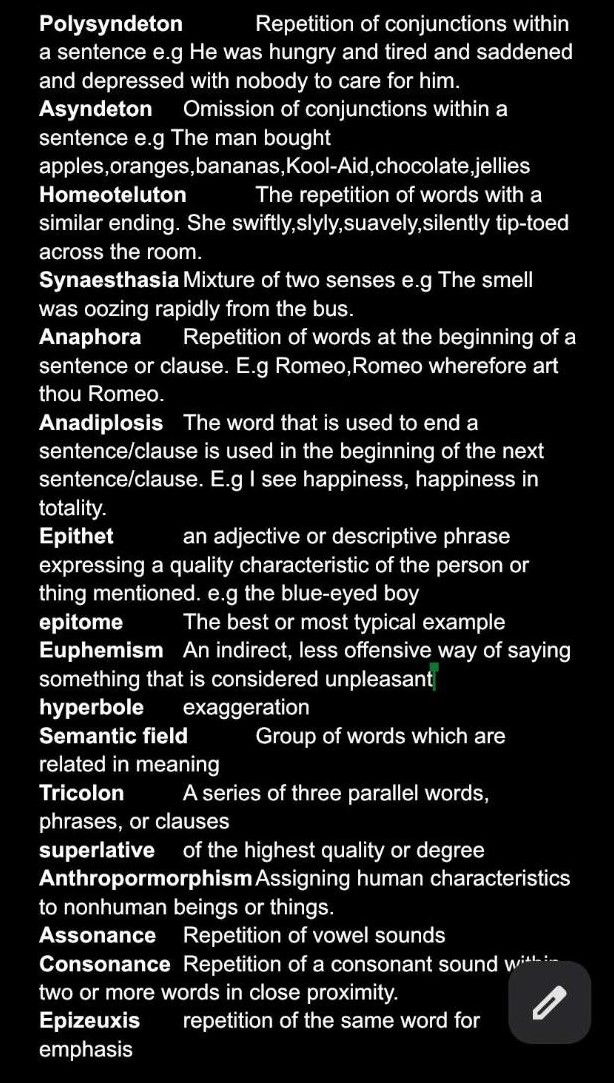 Polysyndeton Repetition of conjunctions within
a sentence e.g He was hungry and tired and saddened
and depressed with nobody to care for him.
Asyndeton Omission of conjunctions within a
sentence e.g The man bought
apples,oranges,bananas,Kool-Aid,chocolate,jellies
Homeoteluton The repetition of words with a
similar ending. She swiftly,slyly,suavely,silently tip-toed
across the room.
Synaesthasia Mixture of two senses e.g The smell
was oozing rapidly from the bus.
Anaphora Repetition of words at the beginning of a
sentence or clause. E.g Romeo,Romeo wherefore art
thou Romeo.
Anadiplosis The word that is used to end a
sentence/clause is used in the beginning of the next
sentence/clause. E.g I see happiness, happiness in
totality.
Epithet an adjective or descriptive phrase
expressing a quality characteristic of the person or
thing mentioned. e.g the blue-eyed boy
epitome The best or most typical example
Euphemism An indirect, less offensive way of saying
something that is considered unpleasant
hyperbole exaggeration
Semantic field Group of words which are
related in meaning
Tricolon A series of three parallel words,
phrases, or clauses
superlative of the highest quality or degree
Anthropormorphism Assigning human characteristics
to nonhuman beings or things.
Assonance Repetition of vowel sounds
Consonance Repetition of a consonant sound within
two or more words in close proximity.
Epizeuxis repetition of the same word for
emphasis